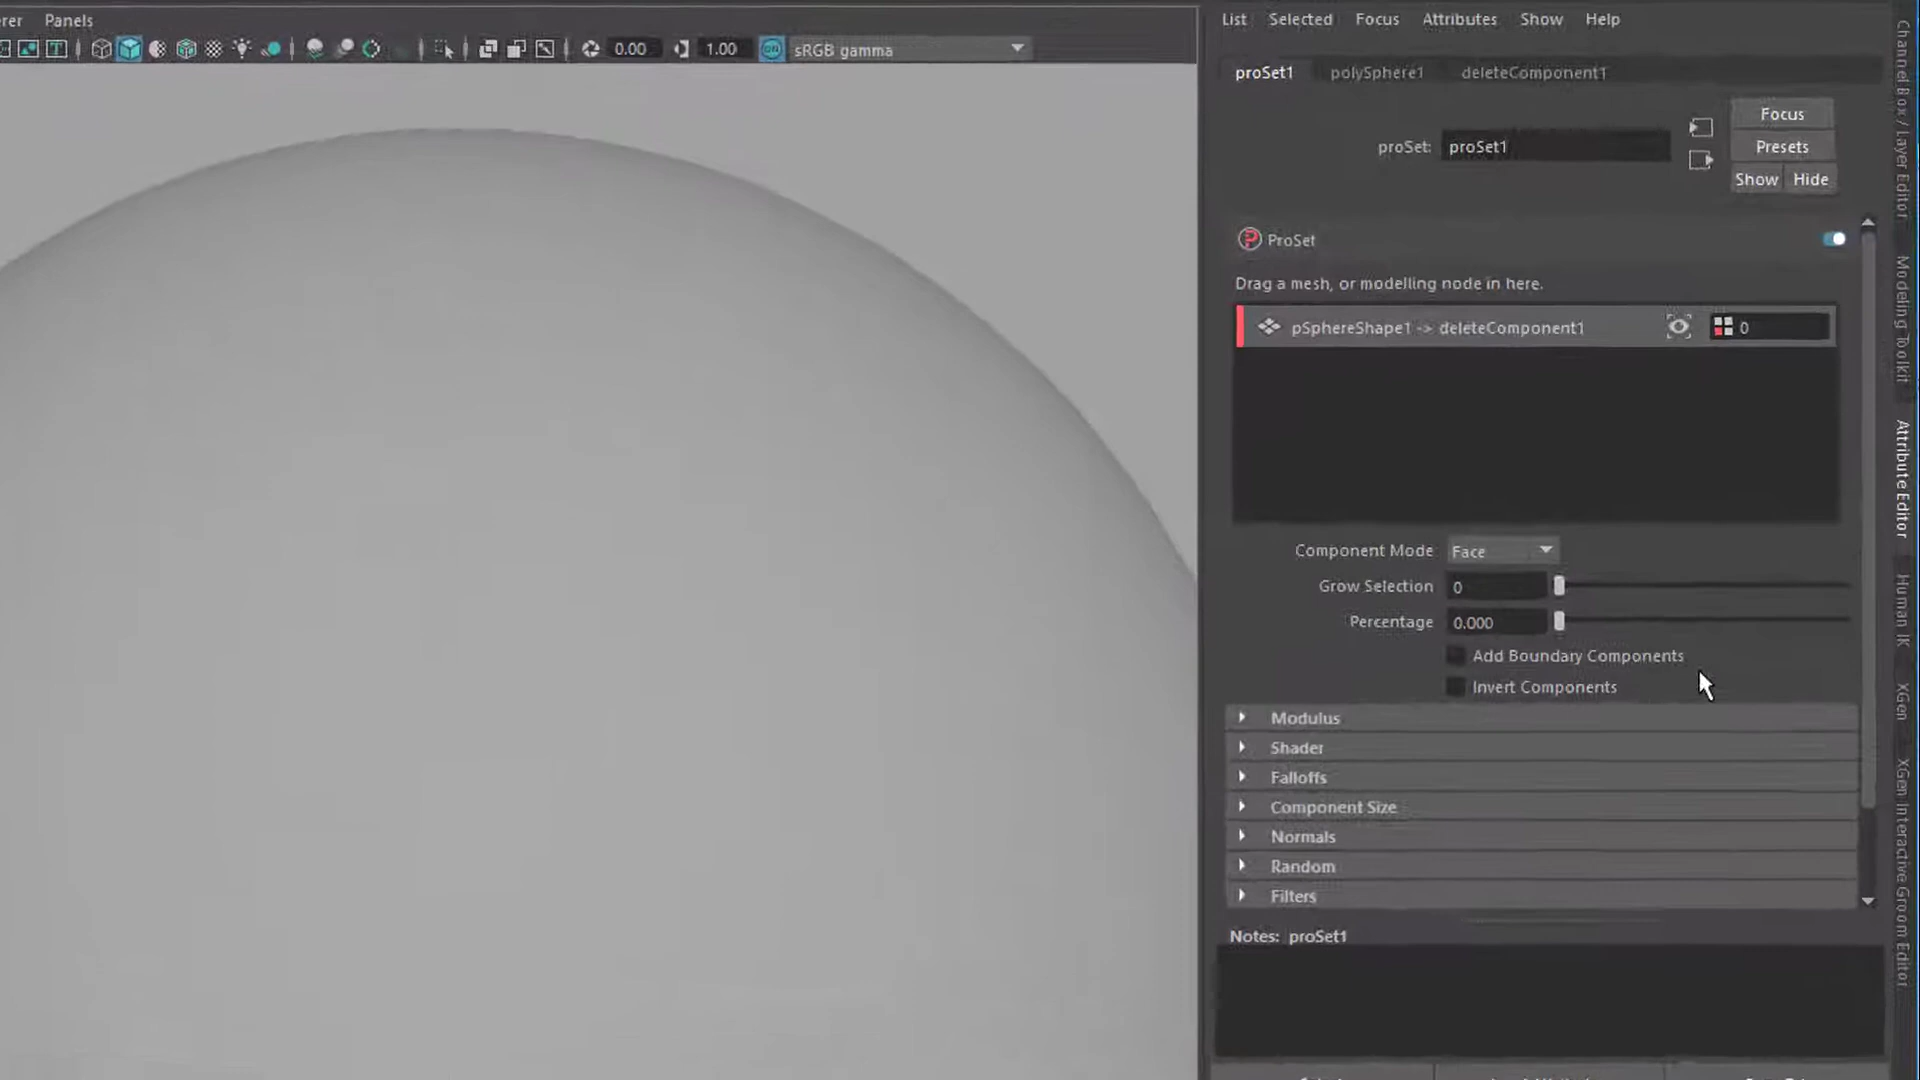 Panels
0.00
1.00
ON
sRGB gamma
List Selected Focus Attributes Show Help
proSet1 polySphere1 deleteComponent1
proSet: proSet1
Focus
Presets
Show Hide
ProSet
Drag a mesh, or modelling node in here.
pSphereShape1 -> deleteComponent1
0
Component Mode Face
Grow Selection 0
Percentage 0.000
Add Boundary Components
Invert Components
Modulus
Shader
Falloffs
Component Size
Normals
Random
Filters
Notes: proSet1
Channel Box / Layer Editor
Modeling Toolkit
Attribute Editor
Human IK
XGen
XGen Interactive Groom Editor